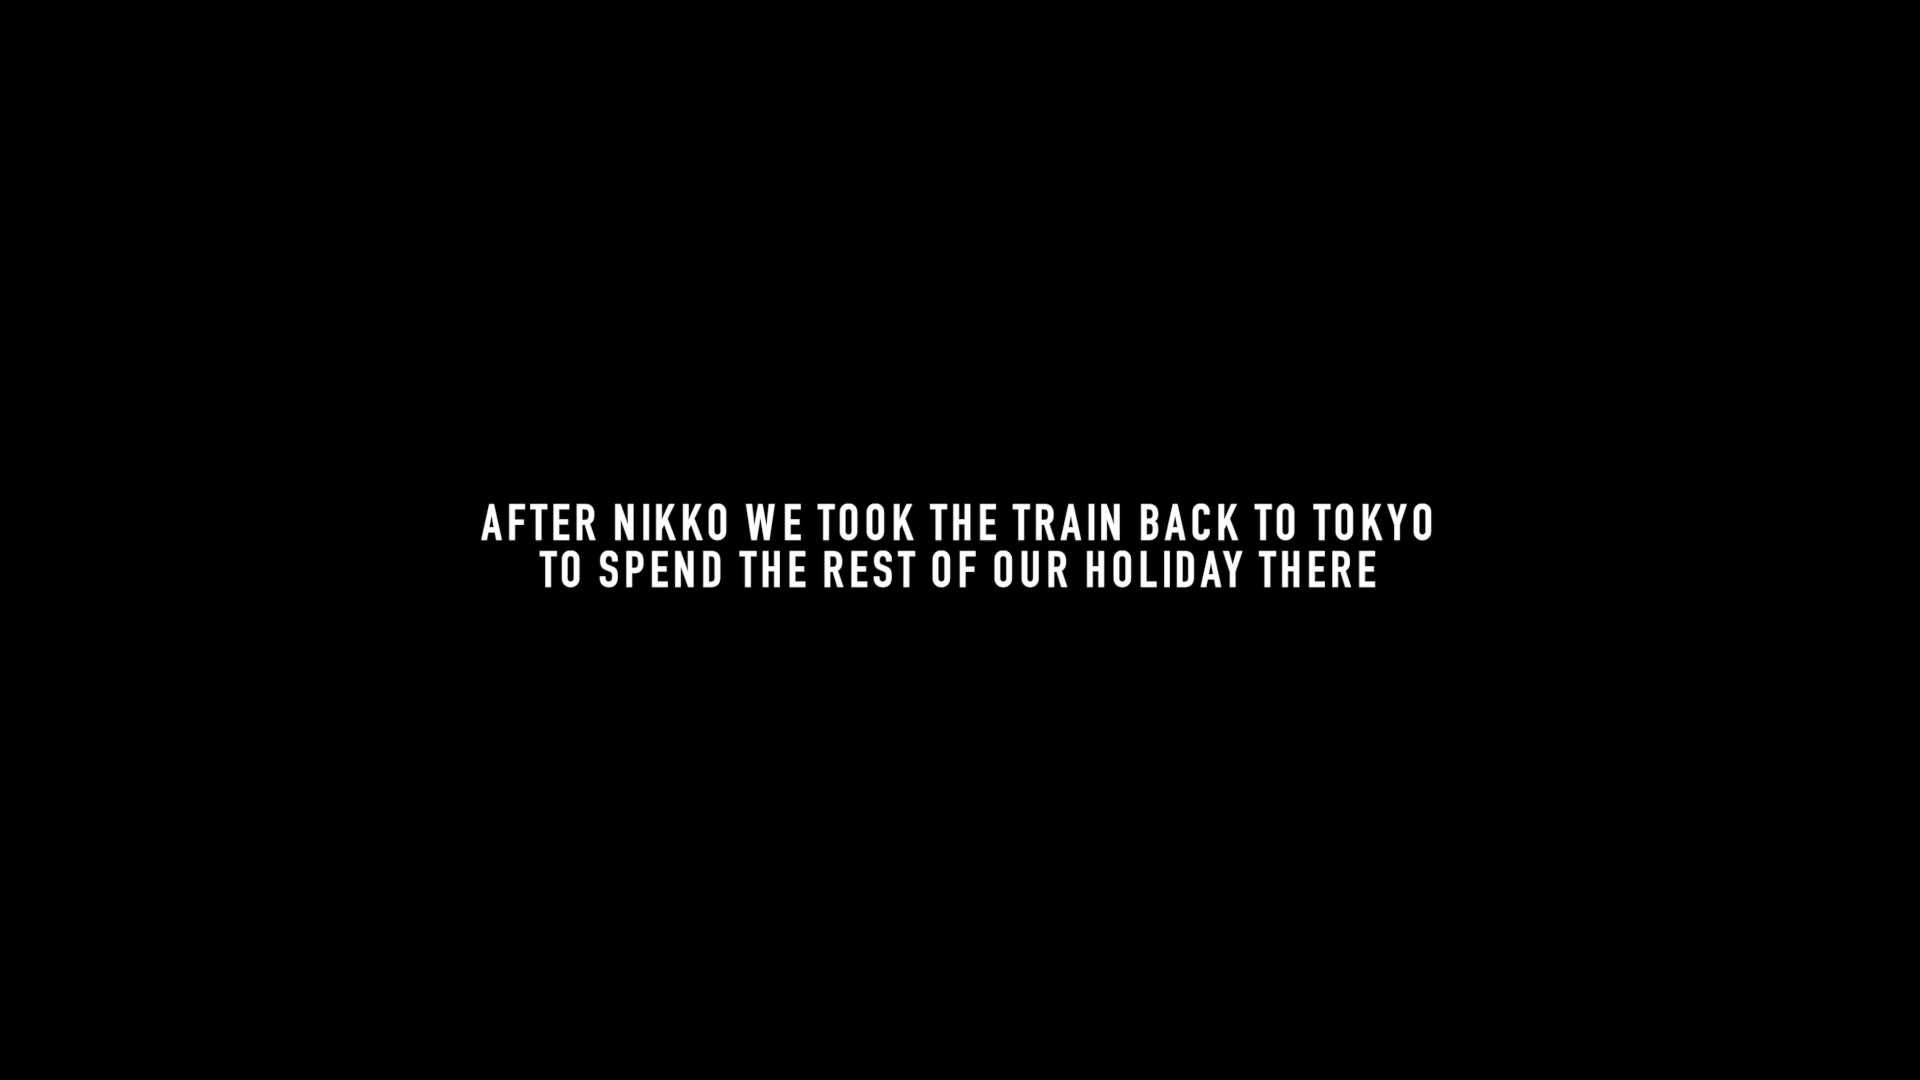 AFTER NIKKO WE TOOK THE TRAIN BACK TO TOKYO
TO SPEND THE REST OF OUR HOLIDAY THERE